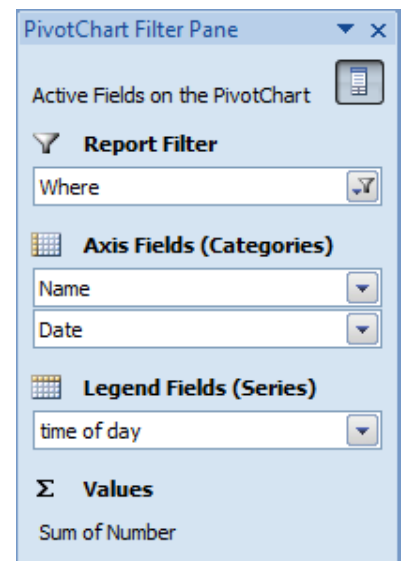 PivotChart Filter Pane
Active Fields on the PivotChart
Report Filter
Where
Axis Fields (Categories)
Name
Date
Legend Fields (Series)
time of day
Σ Values
Sum of Number